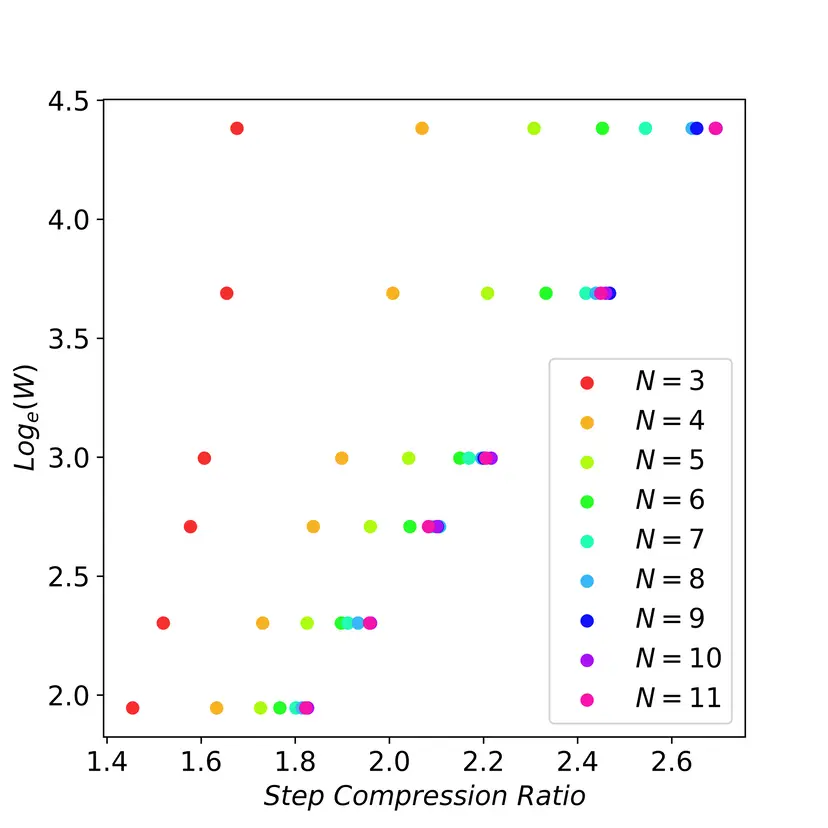 4.5
4.0
3.5
3.0
2.5
2.0
Logₑ(W)
N = 3
N = 4
N = 5
N = 6
N = 7
N = 8
N = 9
N = 10
N = 11
1.4 1.6 1.8 2.0 2.2 2.4 2.6
Step Compression Ratio